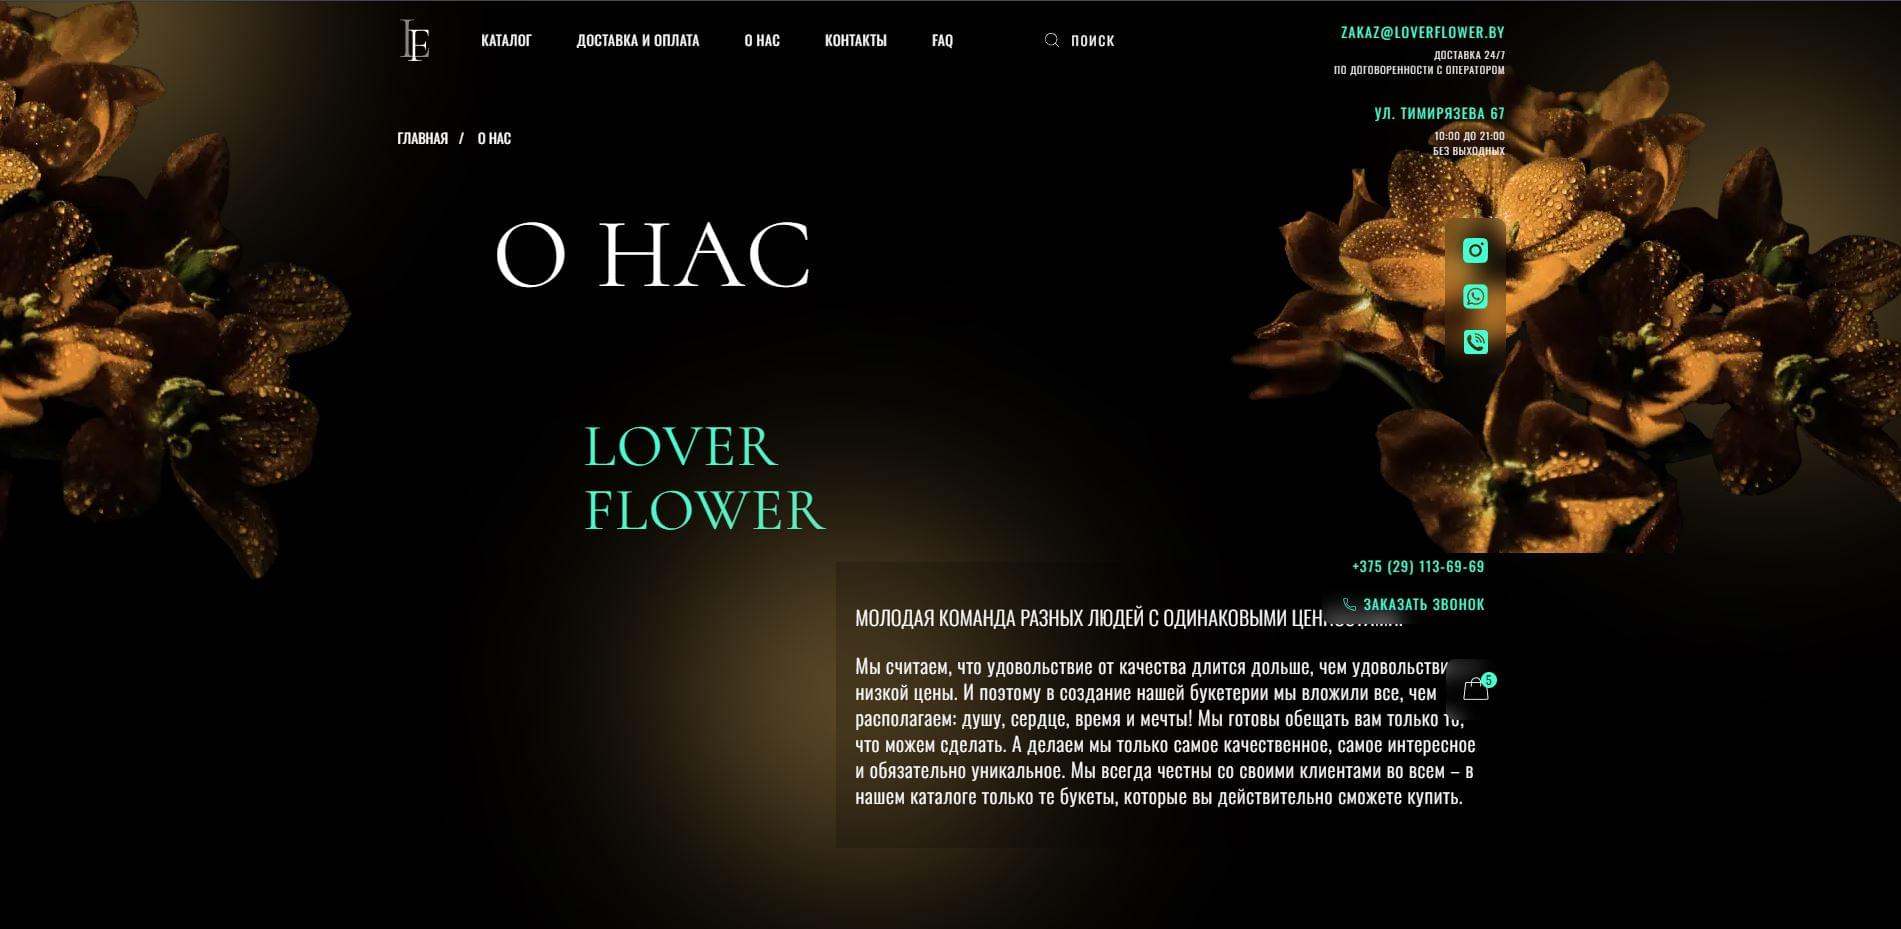 LF
КАТАЛОГ
ДОСТАВКА И ОПЛАТА
О НАС
КОНТАКТЫ
FAQ
ПОИСК
ZAKAZ@LOVERFLOWER.BY
ДОСТАВКА 24/7
ПО ДОГОВОРЕННОСТИ С ОПЕРАТОРОМ
УЛ. ТИМИРЯЗЕВА 67
10:00 ДО 21:00
БЕЗ ВЫХОДНЫХ
ГЛАВНАЯ / О НАС
О НАС
LOVER
FLOWER
+375 (29) 113-69-69
ЗАКАЗАТЬ ЗВОНОК
МОЛОДАЯ КОМАНДА РАЗНЫХ ЛЮДЕЙ С ОДИНАКОВЫМИ
5
Мы считаем, что удовольствие от качества длится дольше, чем
низкой цены. И поэтому в создание нашей букетерии мы вложили все, чем
располагаем: душу, сердце, время и мечты! Мы готовы обещать вам только то,
что можем сделать. А делаем мы только самое качественное, самое интересное
и обязательно уникальное. Мы всегда честны со своими клиентами во всем – в
нашем каталоге только те букеты, которые вы действительно сможете купить.